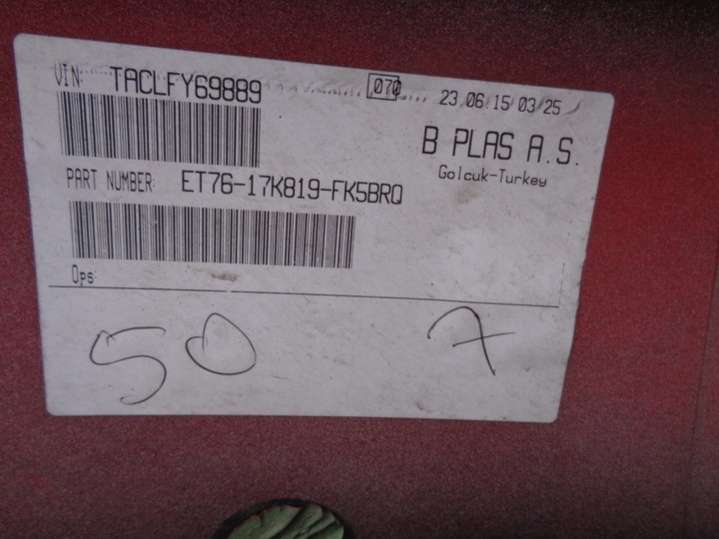 VIN: TACLFY69889 070 23/06/15 03/25
B PLAS A.S.
Golcuk-Turkey
PART NUMBER: ET76-17K819-FK5BRQ
Ops
50 7